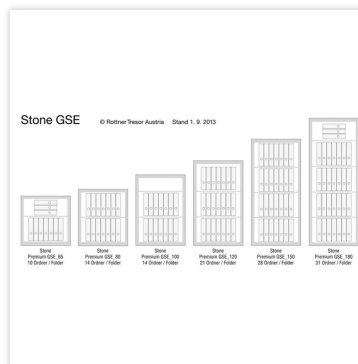 Stone GSE © Rottner Tresor Austria Stand 1. 9. 2013
Stone
Premium GSE_65
10 Ordner / Folder
Stone
Premium GSE_80
14 Ordner / Folder
Stone
Premium GSE_100
14 Ordner / Folder
Stone
Premium GSE_120
21 Ordner / Folder
Stone
Premium GSE_150
28 Ordner / Folder
Stone
Premium GSE_180
31 Ordner / Folder